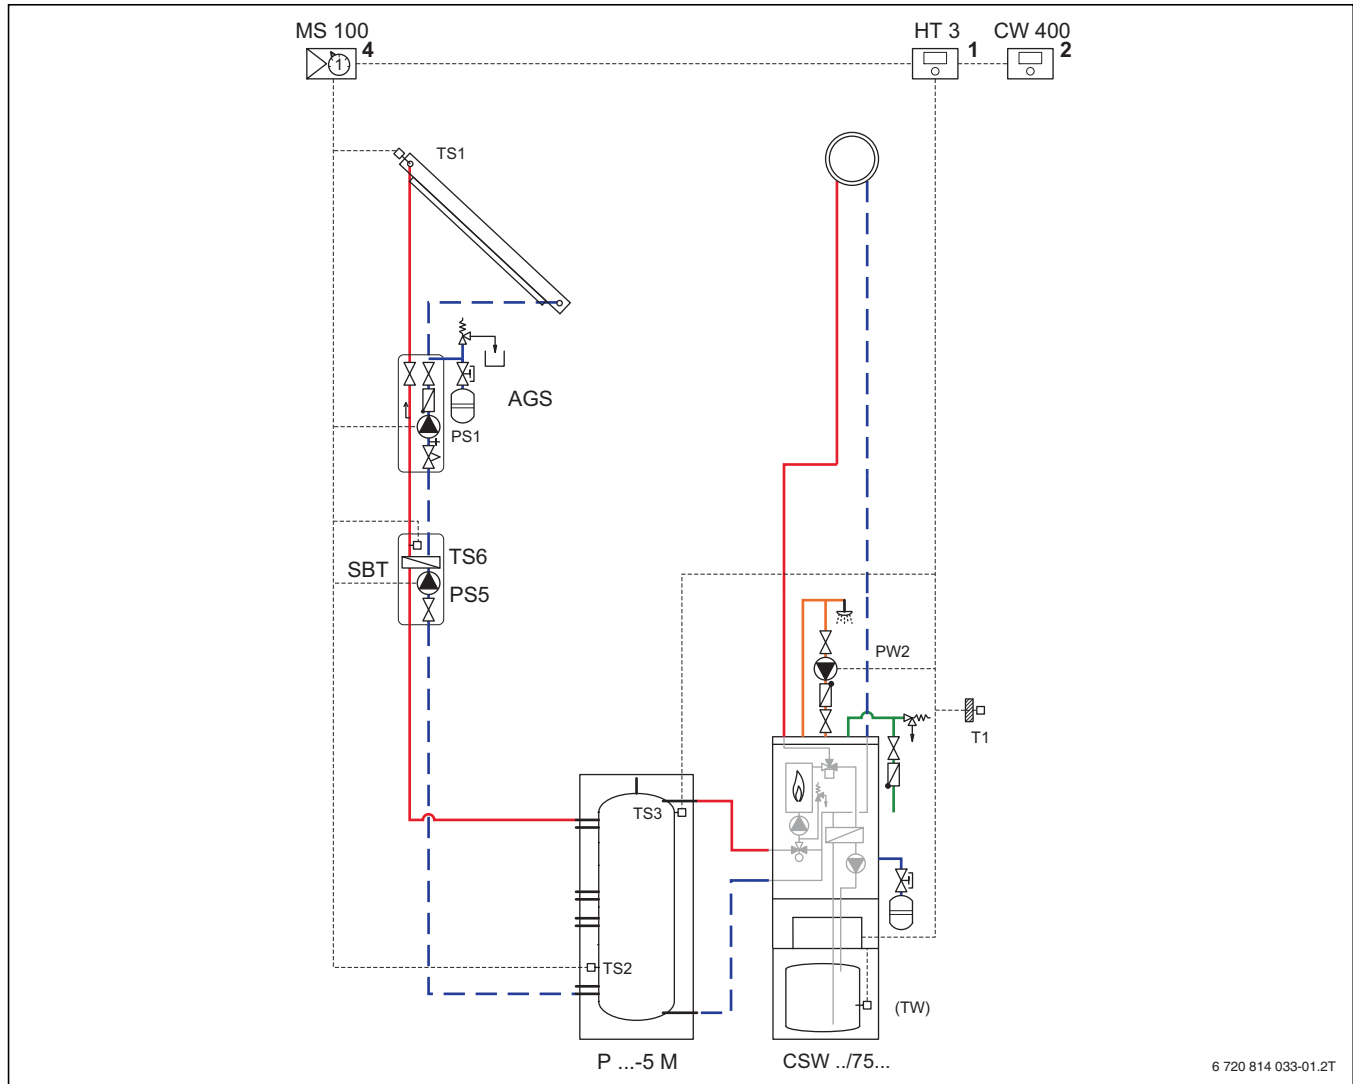 MS 100
4
HT 3
1
CW 400
2
1
TS1
AGS
PS1
SBT
TS6
PS5
PW2
T1
TS3
TS2
(TW)
P ...-5 M
CSW ../75...
6 720 814 033-01.2T